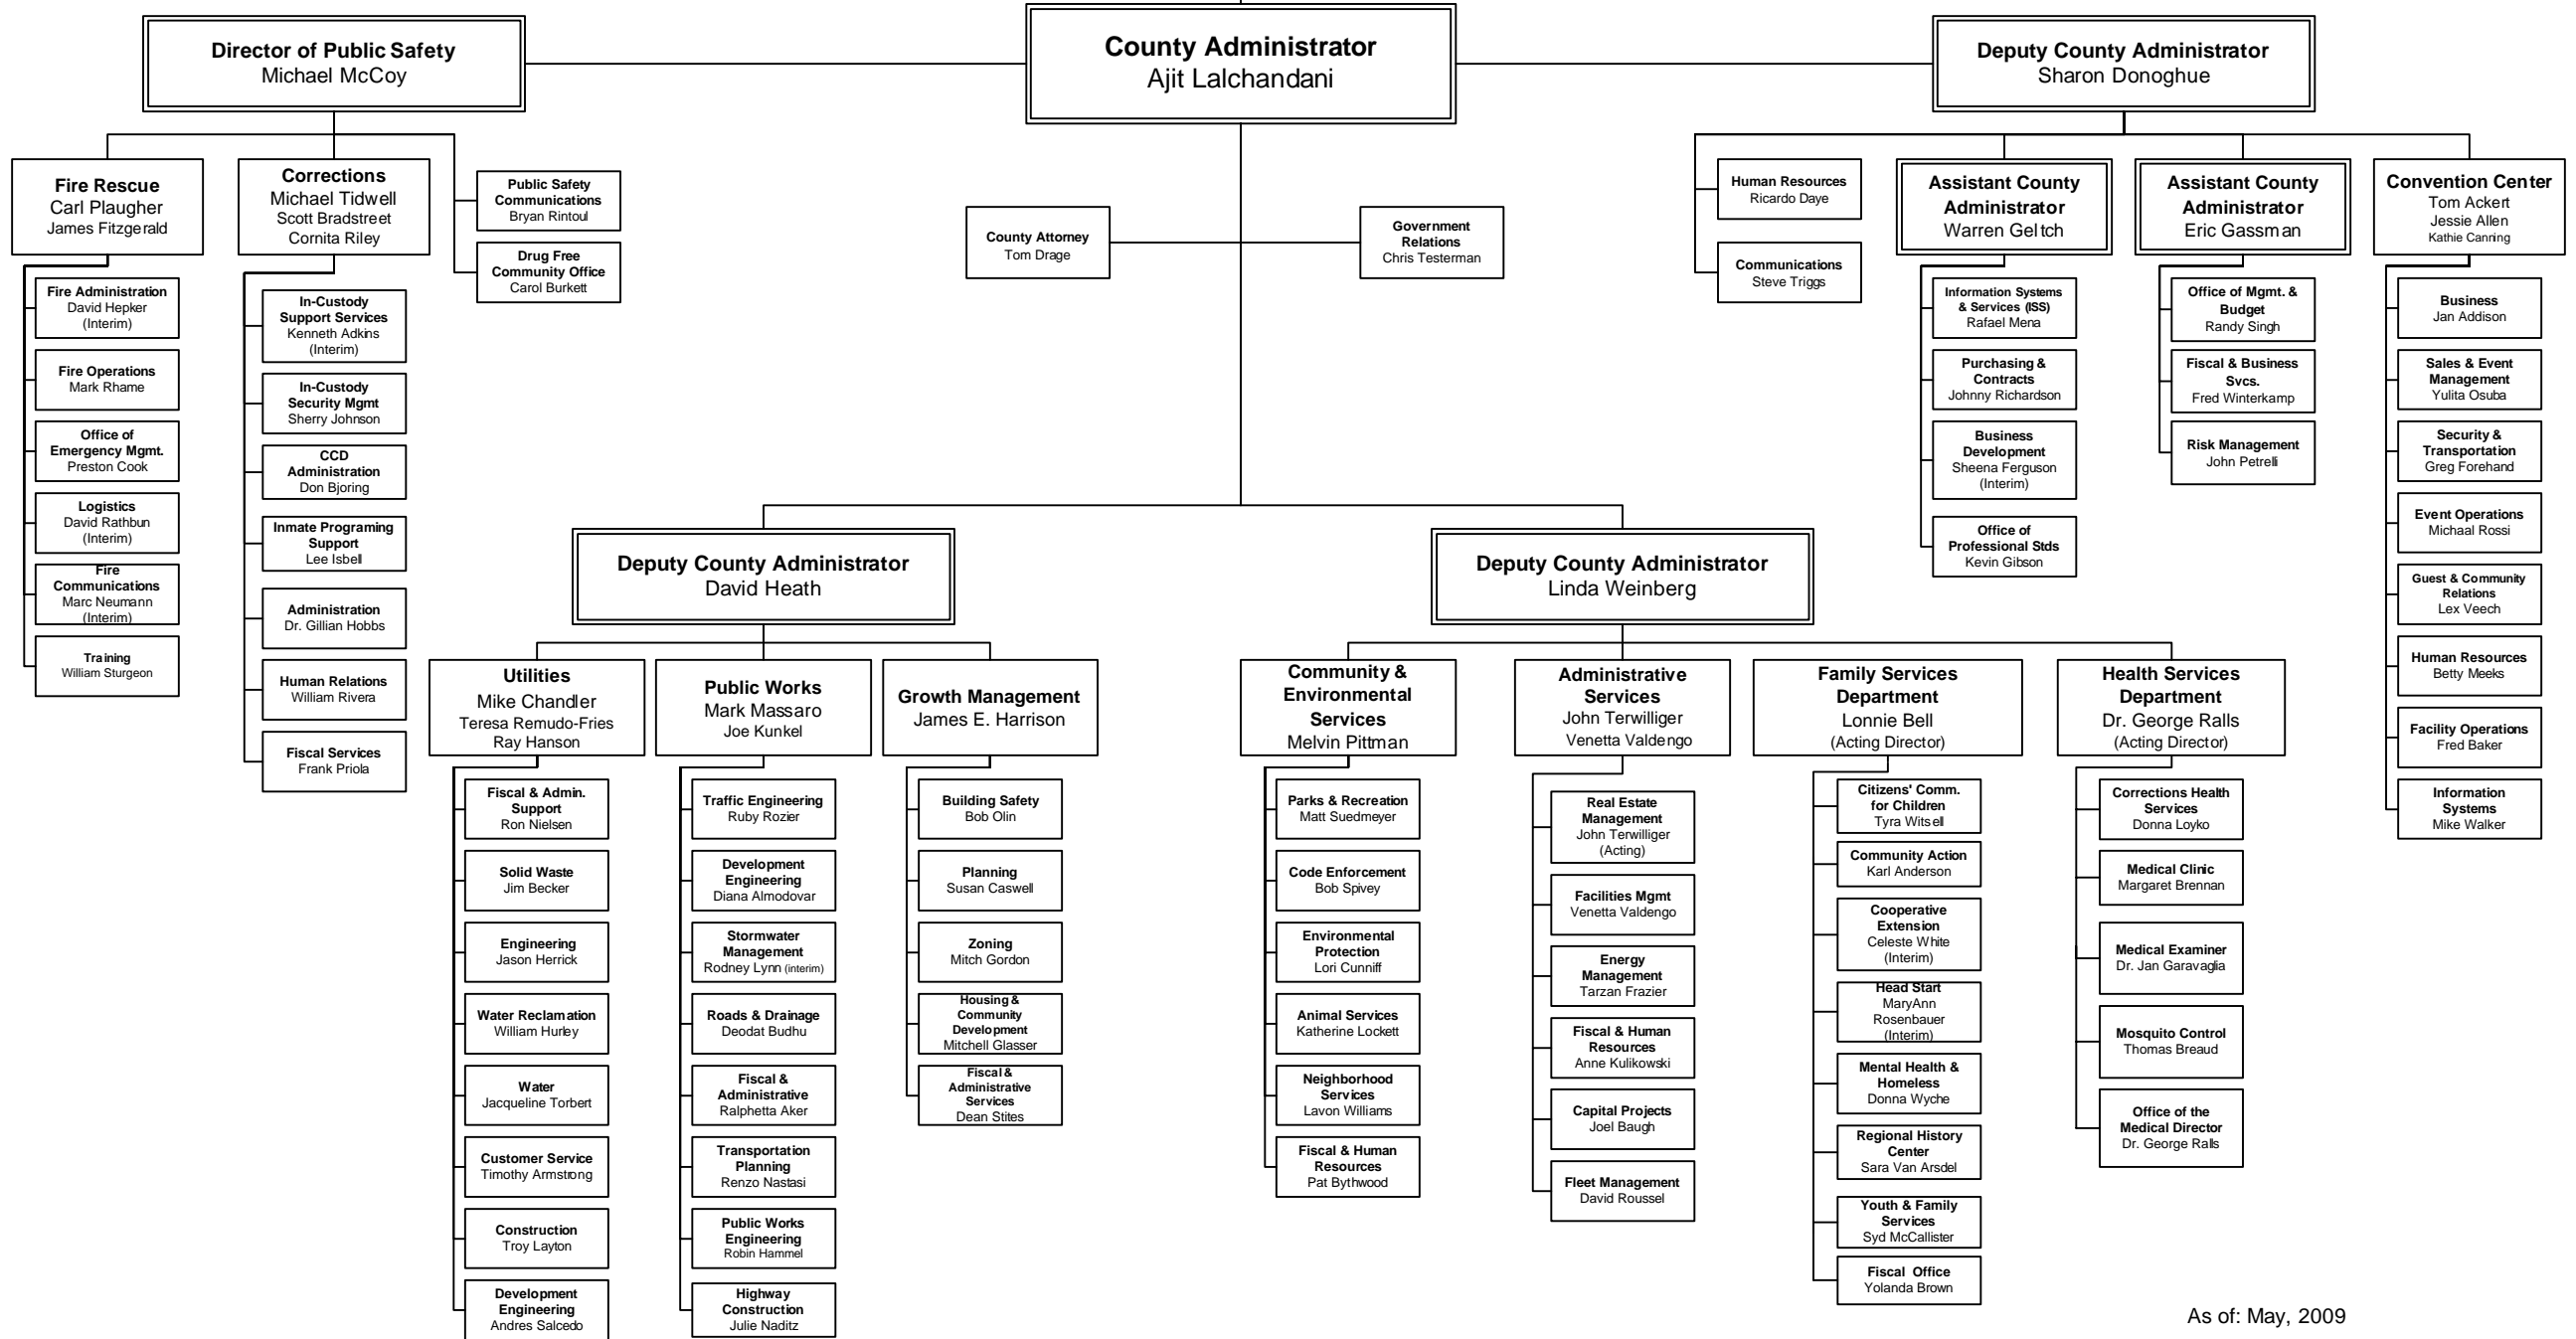 Director of Public Safety
Michael McCoy
County Administrator
Ajit Lalchandani
Deputy County Administrator
Sharon Donoghue
Fire Rescue
Carl Plaugher
James Fitzgerald
Fire Administration
David Hepker
(Interim)
Fire Operations
Mark Rhame
Office of
Emergency Mgmt.
Preston Cook
Logistics
David Rathbun
(Interim)
Fire
Communications
Marc Neumann
(Interim)
Training
William Sturgeon
Corrections
Michael Tidwell
Scott Bradstreet
Cornita Riley
In-Custody
Support Services
Kenneth Adkins
(Interim)
In-Custody
Security Mgmt
Sherry Johnson
CCD
Administration
Don Bjoring
Inmate Programing
Support
Lee Isbell
Administration
Dr. Gillian Hobbs
Human Relations
William Rivera
Fiscal Services
Frank Priola
Public Safety
Communications
Bryan Rintoul
Drug Free
Community Office
Carol Burkett
County Attorney
Tom Drage
Government
Relations
Chris Testerman
Human Resources
Ricardo Daye
Communications
Steve Triggs
Assistant County
Administrator
Warren Geltch
Information Systems
& Services (ISS)
Rafael Mena
Purchasing &
Contracts
Johnny Richardson
Business
Development
Sheena Ferguson
(Interim)
Office of
Professional Stds
Kevin Gibson
Assistant County
Administrator
Eric Gassman
Office of Mgmt. &
Budget
Randy Singh
Fiscal & Business
Svcs.
Fred Winterkamp
Risk Management
John Petrelli
Convention Center
Tom Ackert
Jessie Allen
Kathie Canning
Business
Jan Addison
Sales & Event
Management
Yulita Osuba
Security &
Transportation
Greg Forehand
Event Operations
Michaal Rossi
Guest & Community
Relations
Lex Veech
Human Resources
Betty Meeks
Facility Operations
Fred Baker
Information
Systems
Mike Walker
Deputy County Administrator
David Heath
Deputy County Administrator
Linda Weinberg
Utilities
Mike Chandler
Teresa Remudo-Fries
Ray Hanson
Fiscal & Admin.
Support
Ron Nielsen
Solid Waste
Jim Becker
Engineering
Jason Herrick
Water Reclamation
William Hurley
Water
Jacqueline Torbert
Customer Service
Timothy Armstrong
Construction
Troy Layton
Development
Engineering
Andres Salcedo
Public Works
Mark Massaro
Joe Kunkel
Traffic Engineering
Ruby Rozier
Development
Engineering
Diana Almodovar
Stormwater
Management
Rodney Lynn (interim)
Roads & Drainage
Deodat Budhu
Fiscal &
Administrative
Ralphetta Aker
Transportation
Planning
Renzo Nastasi
Public Works
Engineering
Robin Hammel
Highway
Construction
Julie Naditz
Growth Management
James E. Harrison
Building Safety
Bob Olin
Planning
Susan Caswell
Zoning
Mitch Gordon
Housing &
Community
Development
Mitchell Glasser
Fiscal &
Administrative
Services
Dean Stites
Community &
Environmental
Services
Melvin Pittman
Parks & Recreation
Matt Suedmeyer
Code Enforcement
Bob Spivey
Environmental
Protection
Lori Cunniff
Animal Services
Katherine Lockett
Neighborhood
Services
Lavon Williams
Fiscal & Human
Resources
Pat Bythwood
Administrative
Services
John Terwilliger
Venetta Valdengo
Real Estate
Management
John Terwilliger
(Acting)
Facilities Mgmt
Venetta Valdengo
Energy
Management
Tarzan Frazier
Fiscal & Human
Resources
Anne Kulikowski
Capital Projects
Joel Baugh
Fleet Management
David Roussel
Family Services
Department
Lonnie Bell
(Acting Director)
Citizens' Comm.
for Children
Tyra Witsell
Community Action
Karl Anderson
Cooperative
Extension
Celeste White
(Interim)
Head Start
MaryAnn
Rosenbauer
(Interim)
Mental Health &
Homeless
Donna Wyche
Regional History
Center
Sara Van Arsdel
Youth & Family
Services
Syd McCallister
Fiscal Office
Yolanda Brown
Health Services
Department
Dr. George Ralls
(Acting Director)
Corrections Health
Services
Donna Loyko
Medical Clinic
Margaret Brennan
Medical Examiner
Dr. Jan Garavaglia
Mosquito Control
Thomas Breaud
Office of the
Medical Director
Dr. George Ralls
As of: May, 2009